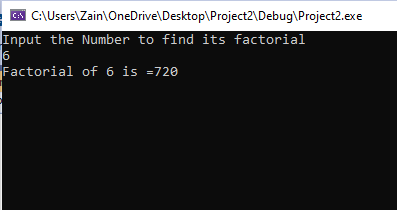 C:\Users\Zain\OneDrive\Desktop\Project2\Debug\Project2.exe
Input the Number to find its factorial
6
Factorial of 6 is =720